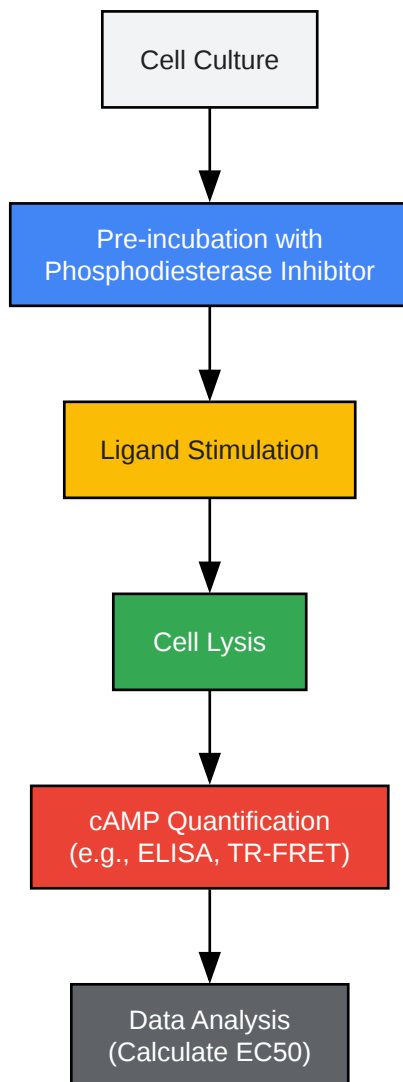 Cell Culture
Pre-incubation with
Phosphodiesterase Inhibitor
Ligand Stimulation
Cell Lysis
cAMP Quantification
(e.g., ELISA, TR-FRET)
Data Analysis
(Calculate EC50)